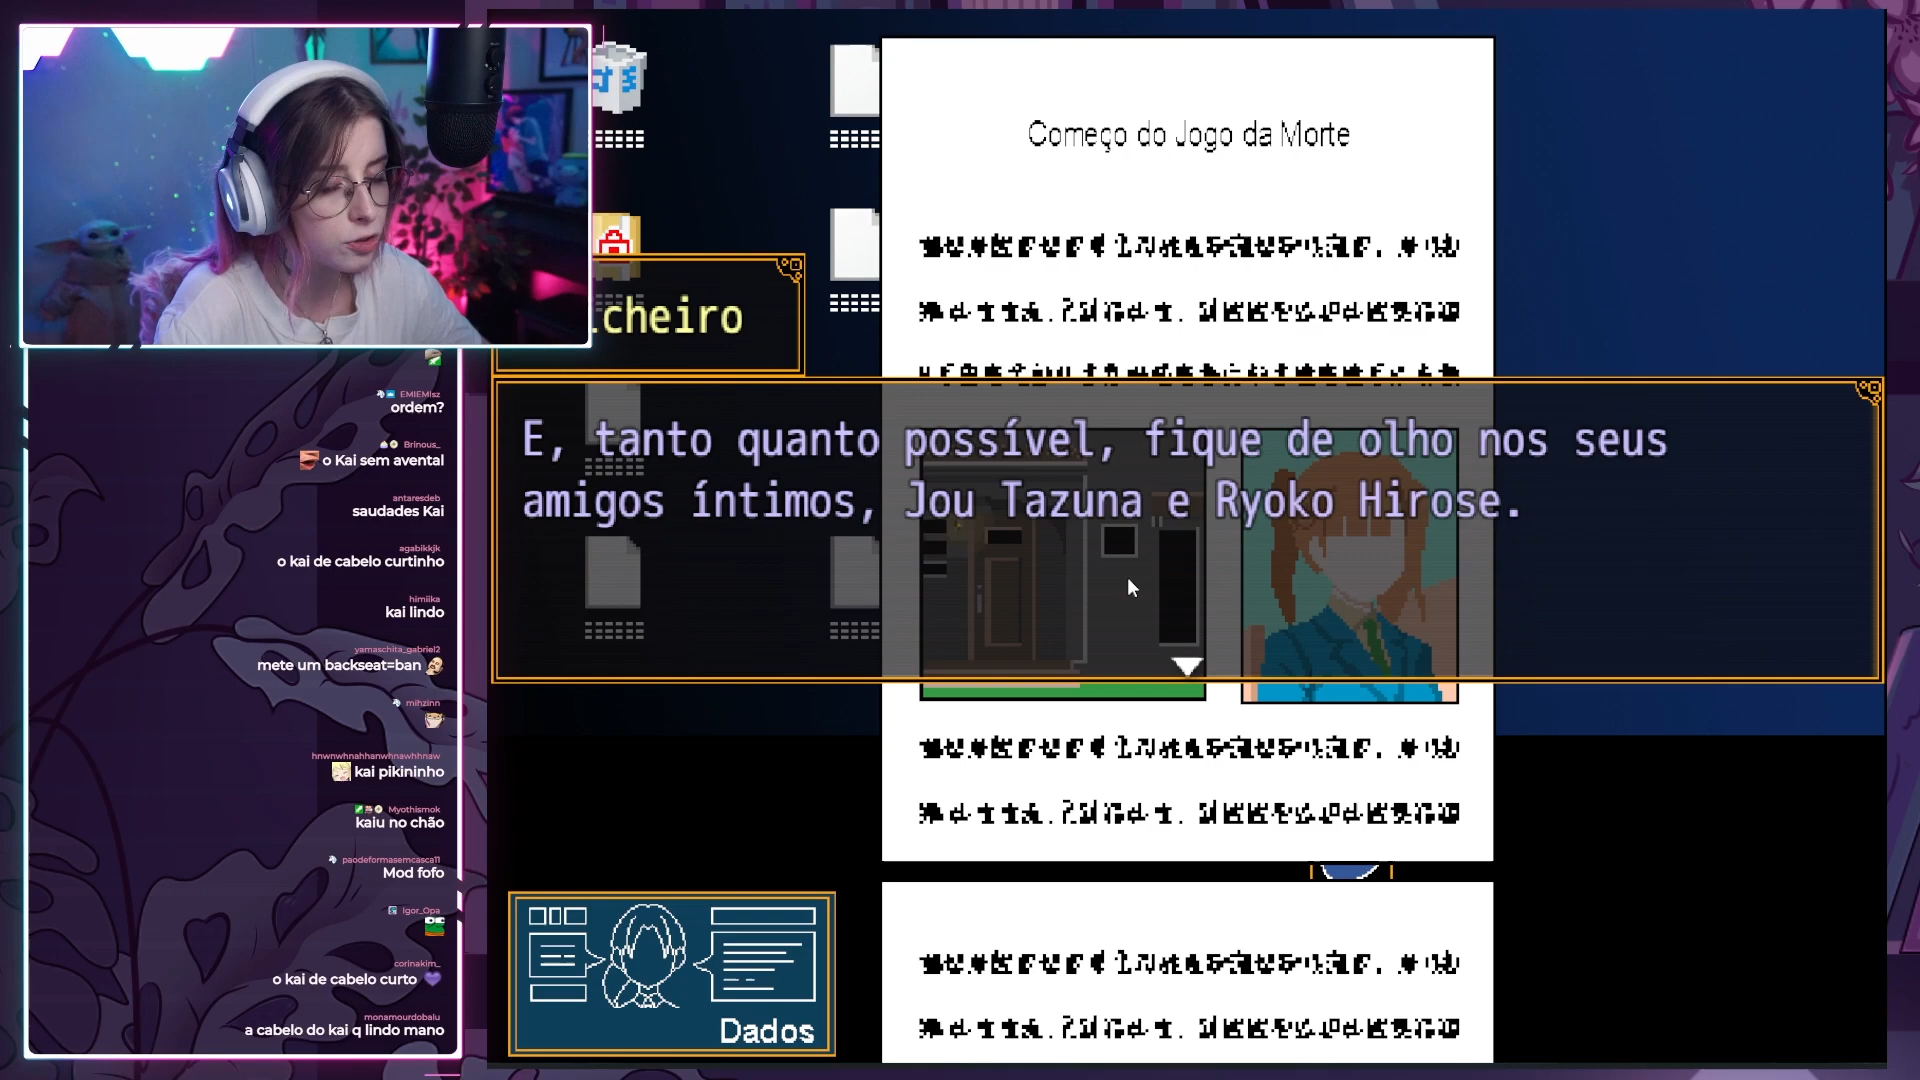 Começo do Jogo da Morte
cheiro
E, tanto quanto possível, fique de olho nos seus
amigos íntimos, Jou Tazuna e Ryoko Hirose.
EMIEMIsz
ordem?
Brinous_
o Kai sem avental
antaresdeb
saudades Kai
agabikkjk
o kai de cabelo curtinho
himiika
kai lindo
yamaschita_gabriel2
mete um backseat=ban
mihzinn
hnwnwhnahhanwhnawhhnaw
kai pikininho
Myothismok
kaiu no chão
paodeformasemcasca11
Mod fofo
Igor_Opa
corinakim_
o kai de cabelo curto
monamourdobalu
a cabelo do kai q lindo mano
Dados